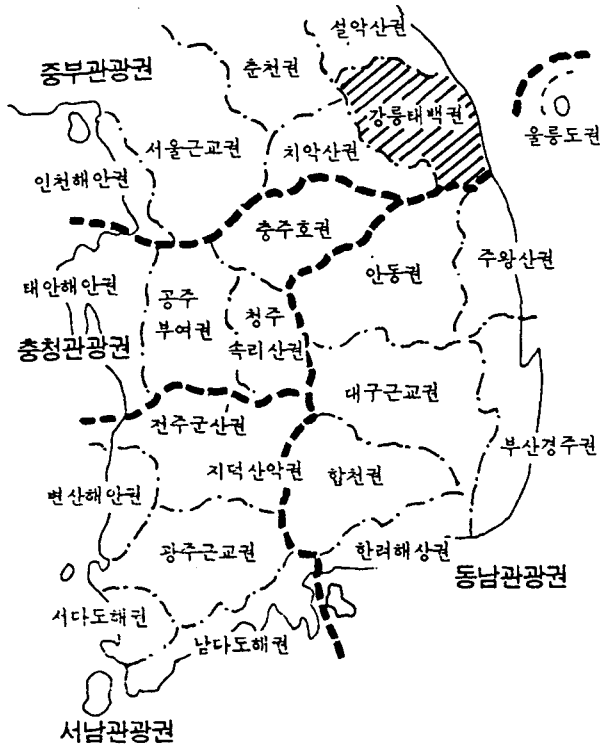 설악산권
중부관광권
춘천권
강릉태백권
울릉도권
서울근교권
치악산권
인천해안권
충주호권
주왕산권
안동권
태안해안권
공주
부여권
청주
속리산권
충청관광권
대구근교권
전주군산권
부산경주권
지덕산악권
합천권
변산해안권
광주근교권
한려해상권
동남관광권
서다도해권
남다도해권
서남관광권